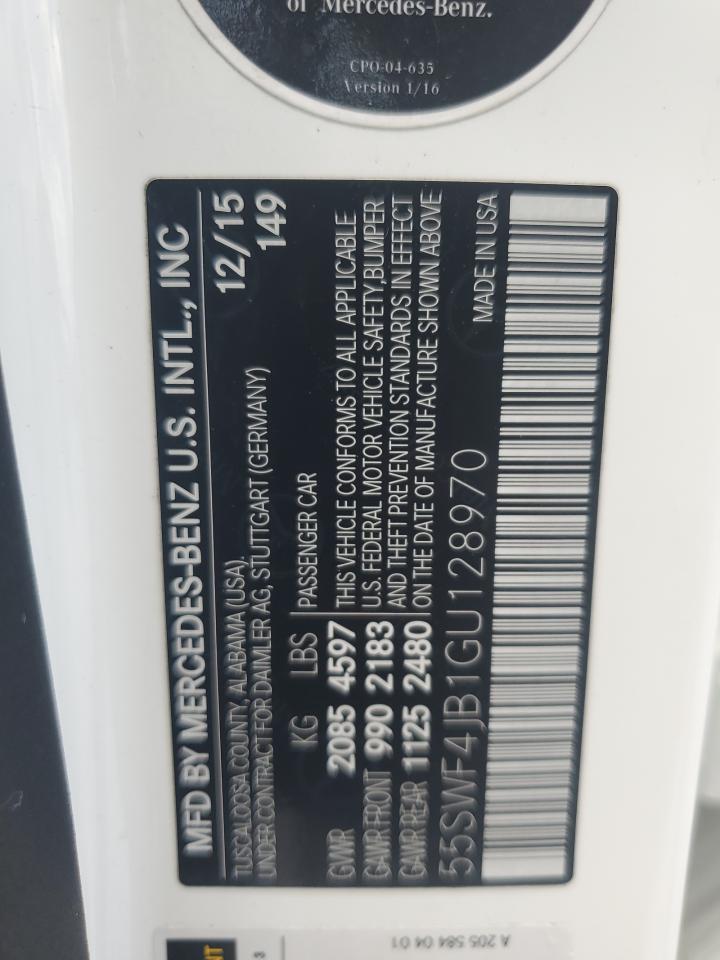 of Mercedes-Benz.
CPO-04-635
Version 1/16
MFD BY MERCEDES-BENZ U.S. INTL., INC
TUSCALOOSA COUNTY, ALABAMA (USA). 12/15
UNDER CONTRACT FOR DAIMLER AG, STUTTGART (GERMANY) 149
KG LBS PASSENGER CAR
GVWR 2085 4597 THIS VEHICLE CONFORMS TO ALL APPLICABLE
GAWR FRONT 990 2183 U.S. FEDERAL MOTOR VEHICLE SAFETY,BUMPER
GAWR REAR 1125 2480 AND THEFT PREVENTION STANDARDS IN EFFECT
ON THE DATE OF MANUFACTURE SHOWN ABOVE
55SWF4JB1GU128970 MADE IN USA
A 205 584 04 01